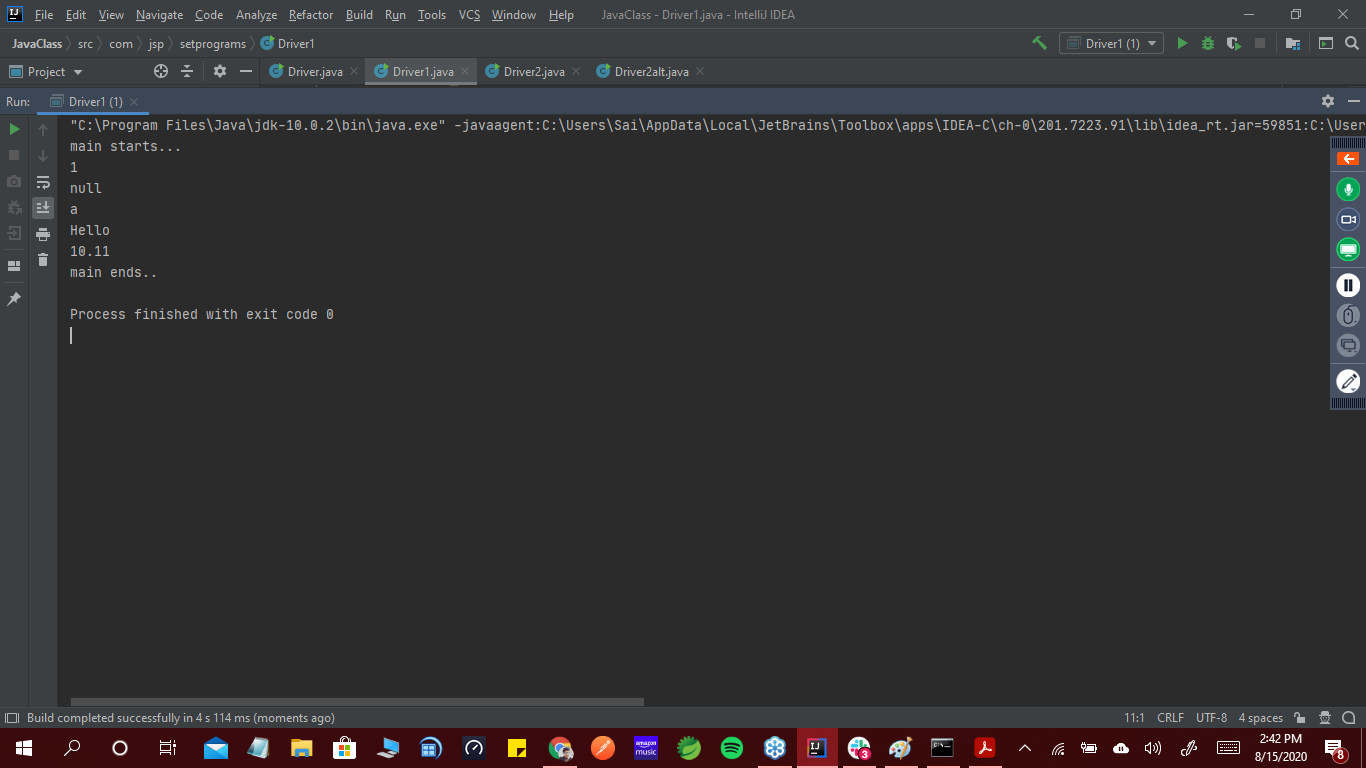 IJ File Edit View Navigate Code Analyze Refactor Build Run Tools VCS Window Help JavaClass - Driver1.java - IntelliJ IDEA
JavaClass src com jsp setprograms Driver1 Driver1 (1)
Project Driver.java Driver1.java Driver2.java Driver2alt.java
Run: Driver1 (1)
"C:\Program Files\Java\jdk-10.0.2\bin\java.exe" -javaagent:C:\Users\Sai\AppData\Local\JetBrains\Toolbox\apps\IDEA-C\ch-0\201.7223.91\lib\idea_rt.jar=59851:C:\User
main starts...
1
null
a
Hello
10.11
main ends..
Process finished with exit code 0
Build completed successfully in 4 s 114 ms (moments ago) 11:1 CRLF UTF-8 4 spaces
amazon music IJ 3 2:42 PM
8/15/2020 8